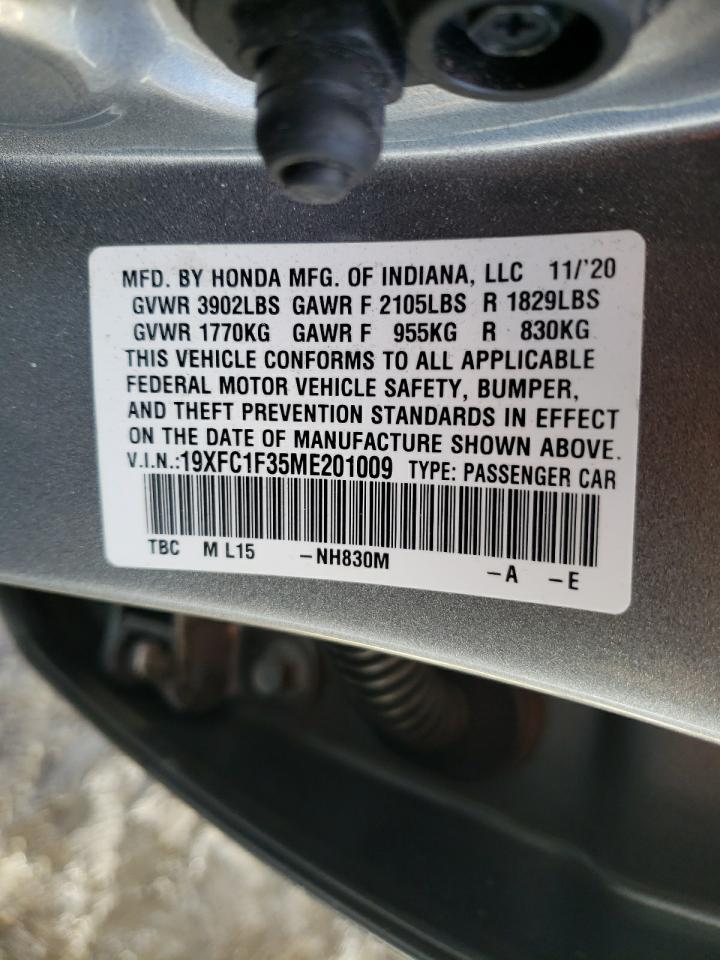 MFD. BY HONDA MFG. OF INDIANA, LLC 11/'20
GVWR 3902LBS GAWR F 2105LBS R 1829LBS
GVWR 1770KG GAWR F 955KG R 830KG
THIS VEHICLE CONFORMS TO ALL APPLICABLE
FEDERAL MOTOR VEHICLE SAFETY, BUMPER,
AND THEFT PREVENTION STANDARDS IN EFFECT
ON THE DATE OF MANUFACTURE SHOWN ABOVE.
V.I.N.:19XFC1F35ME201009 TYPE: PASSENGER CAR
TBC M L15 -NH830M -A -E